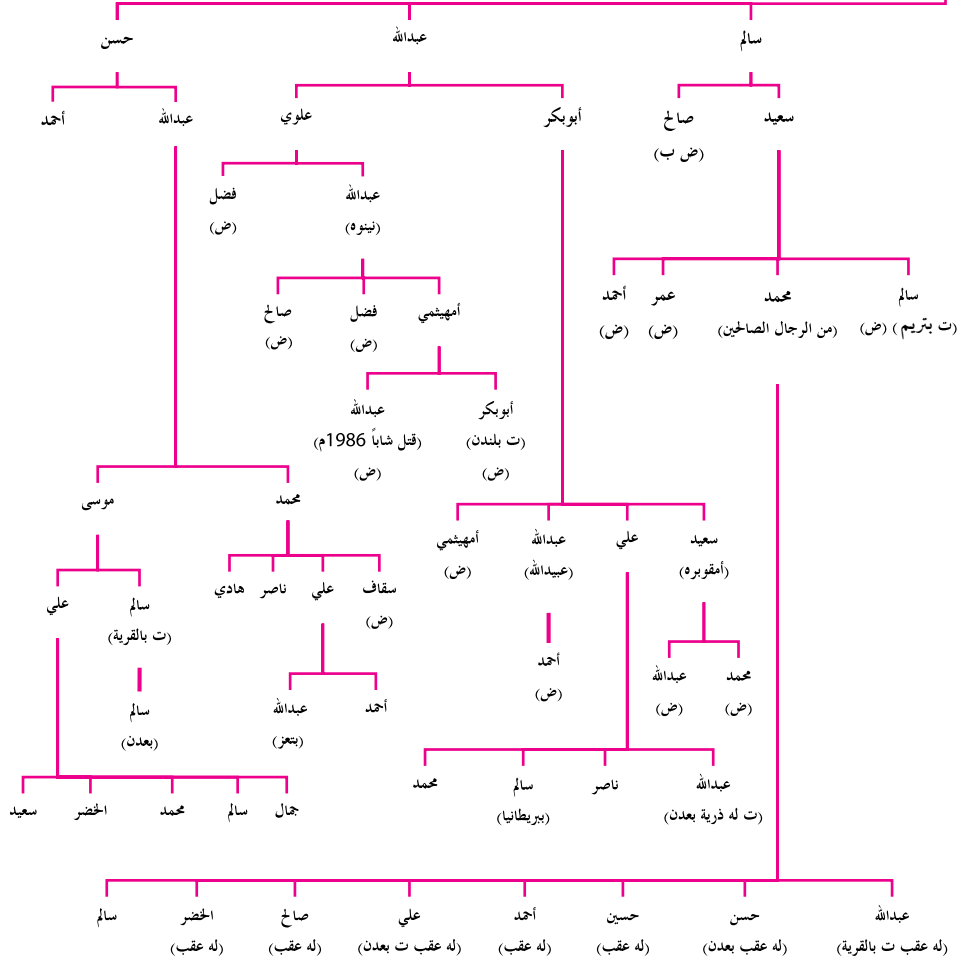 سالم
عبدالله
حسن
سعيد
صالح
(ض ب)
أبوبكر
علوي
عبدالله
أحمد
عبدالله
(نينوه)
فضل
(ض)
سالم
(ت بتريم) (ض)
محمد
(من الرجال الصالحين)
عمر
(ض)
أحمد
(ض)
أمهيثمي
فضل
(ض)
صالح
(ض)
أبوبكر
(ت بلندن)
(ض)
عبدالله
(قتل شاباً 1986م)
(ض)
محمد
موسى
سعيد
(أمقوبره)
علي
عبدالله
(عبيدالله)
أمهيثمي
(ض)
سقاف
(ض)
علي
ناصر
هادي
سالم
(ت بالقرية)
علي
محمد
(ض)
عبدالله
(ض)
أحمد
(ض)
أحمد
عبدالله
(بتعز)
سالم
(بعدن)
عبدالله
(ت له ذرية بعدن)
ناصر
سالم
(ببريطانيا)
محمد
جمال
سالم
محمد
الخضر
سعيد
عبدالله
(له عقب ت بالقرية)
حسن
(له عقب بعدن)
حسين
(له عقب)
أحمد
(له عقب)
علي
(له عقب ت بعدن)
صالح
(له عقب)
الخضر
(له عقب)
سالم